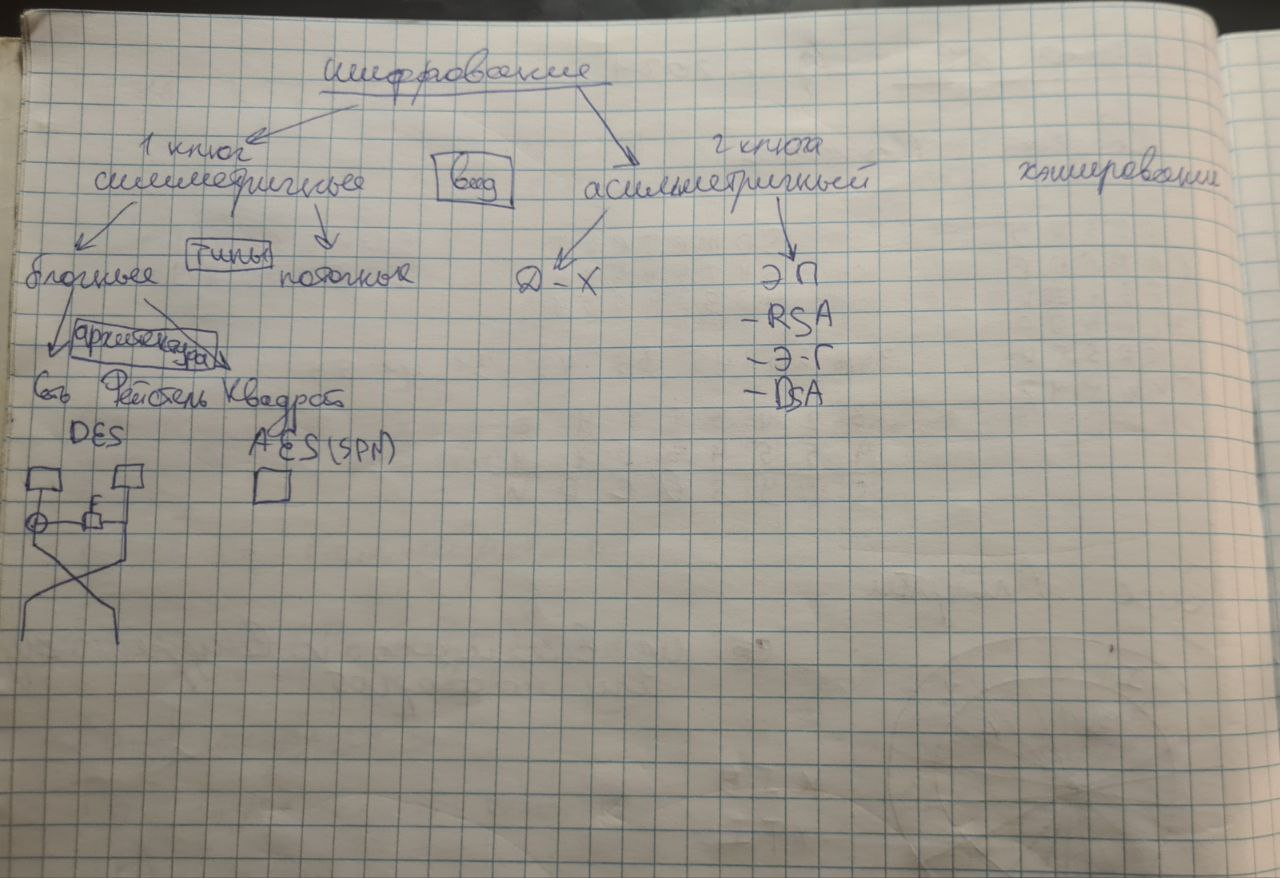 шифрование
1 ключ
2 ключа
симметричные
вид
асимметричный
хэширование
блочные
типы
поточные
Д-Х
ЭП
-RSA
архитектура
-Э-Г
Сеть Фейстель Квадрат
-DSA
DES
AES (SPN)
F